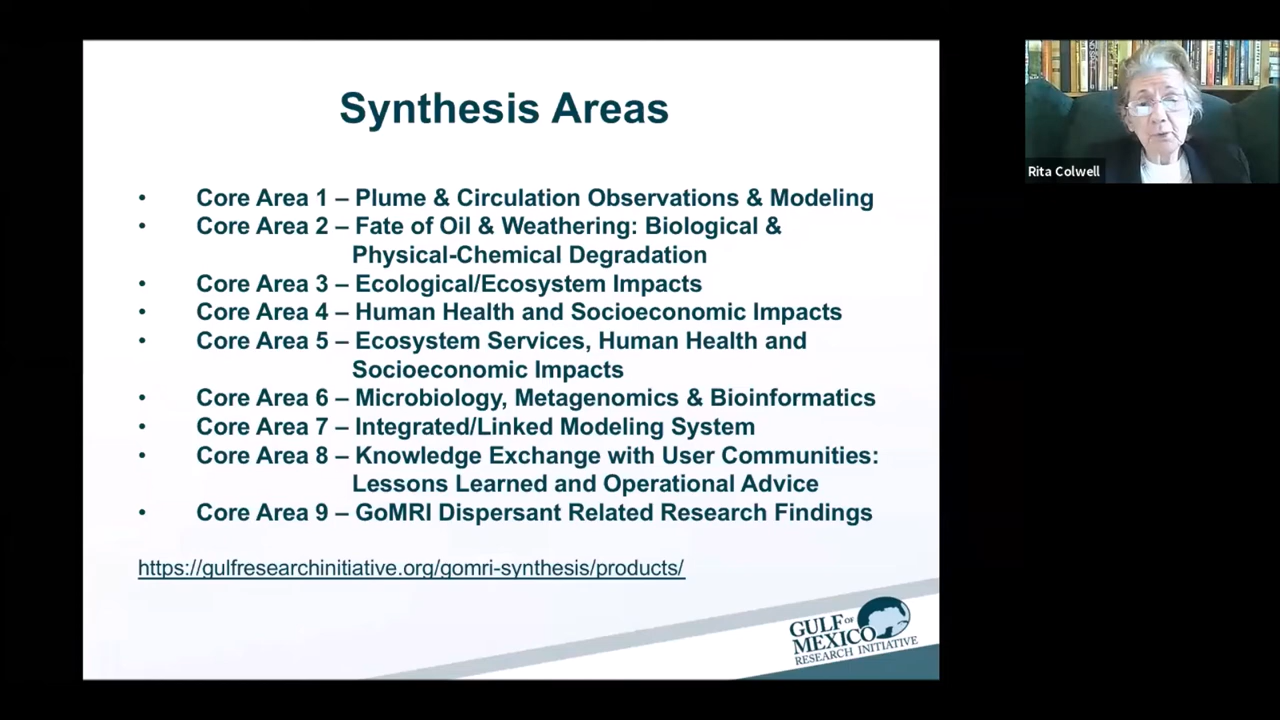 Synthesis Areas
• Core Area 1 – Plume & Circulation Observations & Modeling
• Core Area 2 – Fate of Oil & Weathering: Biological &
Physical-Chemical Degradation
• Core Area 3 – Ecological/Ecosystem Impacts
• Core Area 4 – Human Health and Socioeconomic Impacts
• Core Area 5 – Ecosystem Services, Human Health and
Socioeconomic Impacts
• Core Area 6 – Microbiology, Metagenomics & Bioinformatics
• Core Area 7 – Integrated/Linked Modeling System
• Core Area 8 – Knowledge Exchange with User Communities:
Lessons Learned and Operational Advice
• Core Area 9 – GoMRI Dispersant Related Research Findings
https://gulfresearchinitiative.org/gomri-synthesis/products/
GULF OF
MEXICO
RESEARCH INITIATIVE
Rita Colwell